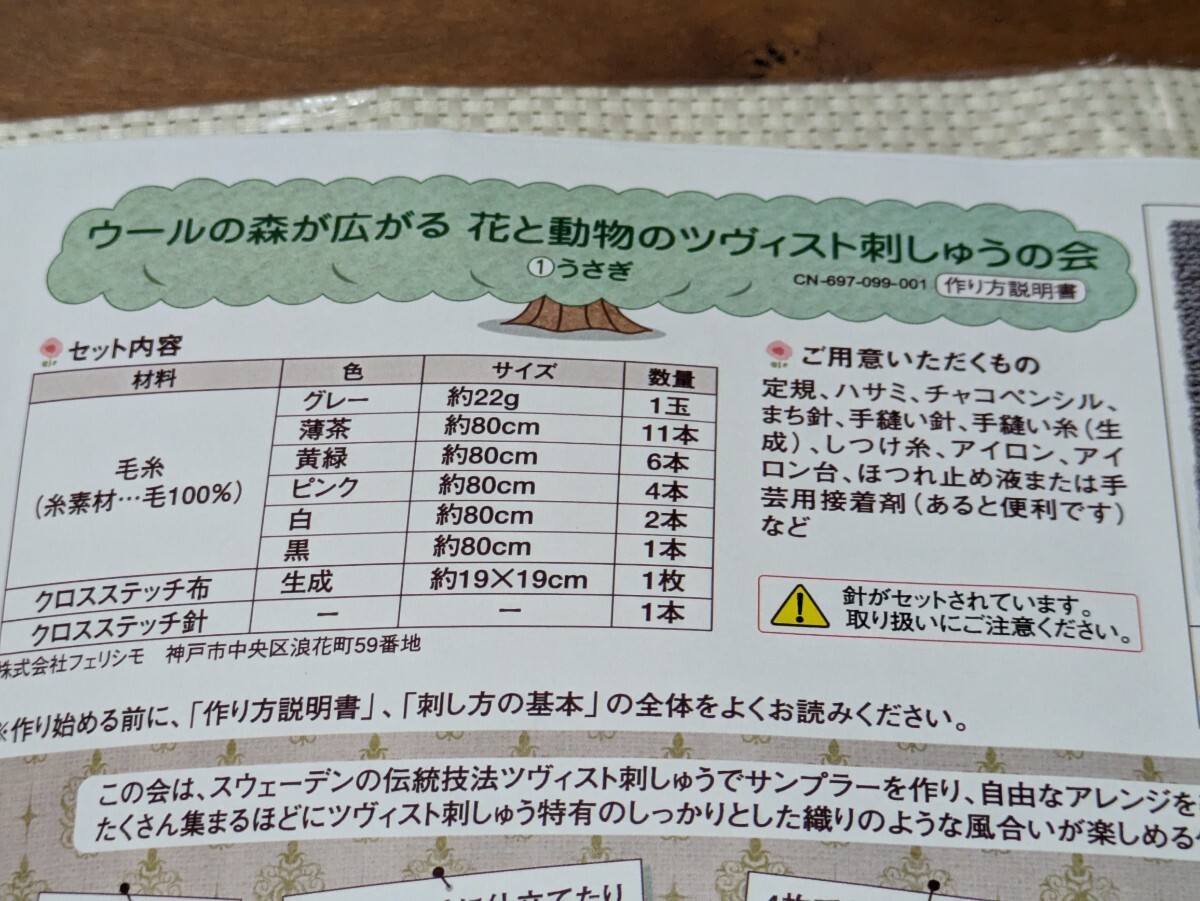 ウールの森が広がる 花と動物のツヴィスト刺しゅうの会
①うさぎ
CN-697-099-001 作り方説明書
セット内容
材料 色 サイズ 数量
毛糸
(糸素材…毛100%)
グレー 約22g 1玉
薄茶 約80cm 11本
黄緑 約80cm 6本
ピンク 約80cm 4本
白 約80cm 2本
黒 約80cm 1本
クロスステッチ布 生成 約19×19cm 1枚
クロスステッチ針 ー ー 1本
株式会社フェリシモ 神戸市中央区浪花町59番地
ご用意いただくもの
定規、ハサミ、チャコペンシル、
まち針、手縫い針、手縫い糸(生
成)、しつけ糸、アイロン、アイ
ロン台、ほつれ止め液または手
芸用接着剤(あると便利です)
など
針がセットされています。
取り扱いにご注意ください。
※作り始める前に、「作り方説明書」、「刺し方の基本」の全体をよくお読みください。
この会は、スウェーデンの伝統技法ツヴィスト刺しゅうでサンプラーを作り、自由なアレンジを
たくさん集まるほどにツヴィスト刺しゅう特有のしっかりとした織りのような風合いが楽しめる